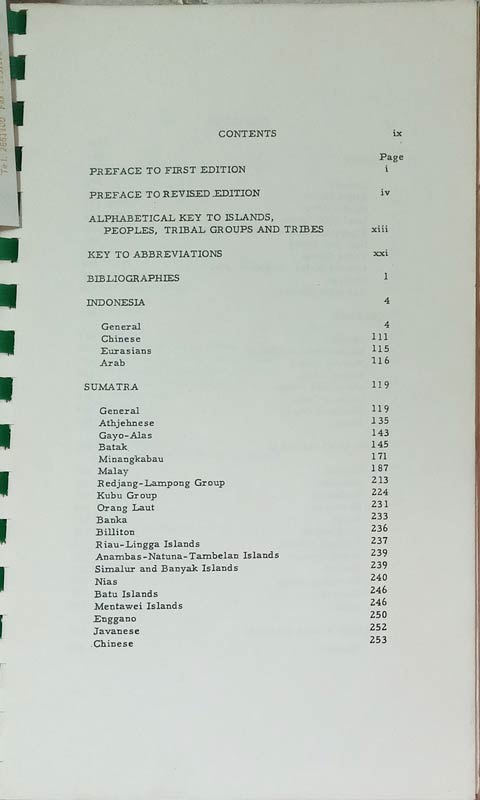 CONTENTS ix
Page
PREFACE TO FIRST EDITION i
PREFACE TO REVISED EDITION iv
ALPHABETICAL KEY TO ISLANDS,
PEOPLES, TRIBAL GROUPS AND TRIBES xiii
KEY TO ABBREVIATIONS xxi
BIBLIOGRAPHIES 1
INDONESIA 4
General 4
Chinese 111
Eurasians 115
Arab 116
SUMATRA 119
General 119
Athjehnese 135
Gayo-Alas 143
Batak 145
Minangkabau 171
Malay 187
Redjang-Lampong Group 213
Kubu Group 224
Orang Laut 231
Banka 233
Billiton 236
Riau-Lingga Islands 237
Anambas-Natuna-Tambelan Islands 239
Simalur and Banyak Islands 239
Nias 240
Batu Islands 246
Mentawei Islands 246
Enggano 250
Javanese 252
Chinese 253